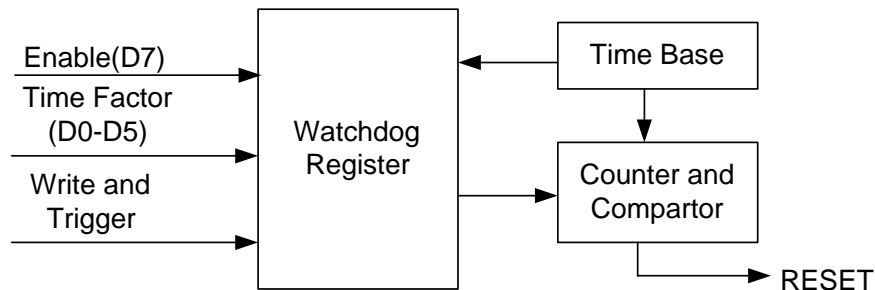 Enable(D7)
Time Factor
(D0-D5)
Write and
Trigger
Watchdog
Register
Time Base
Counter and
Compartor
RESET